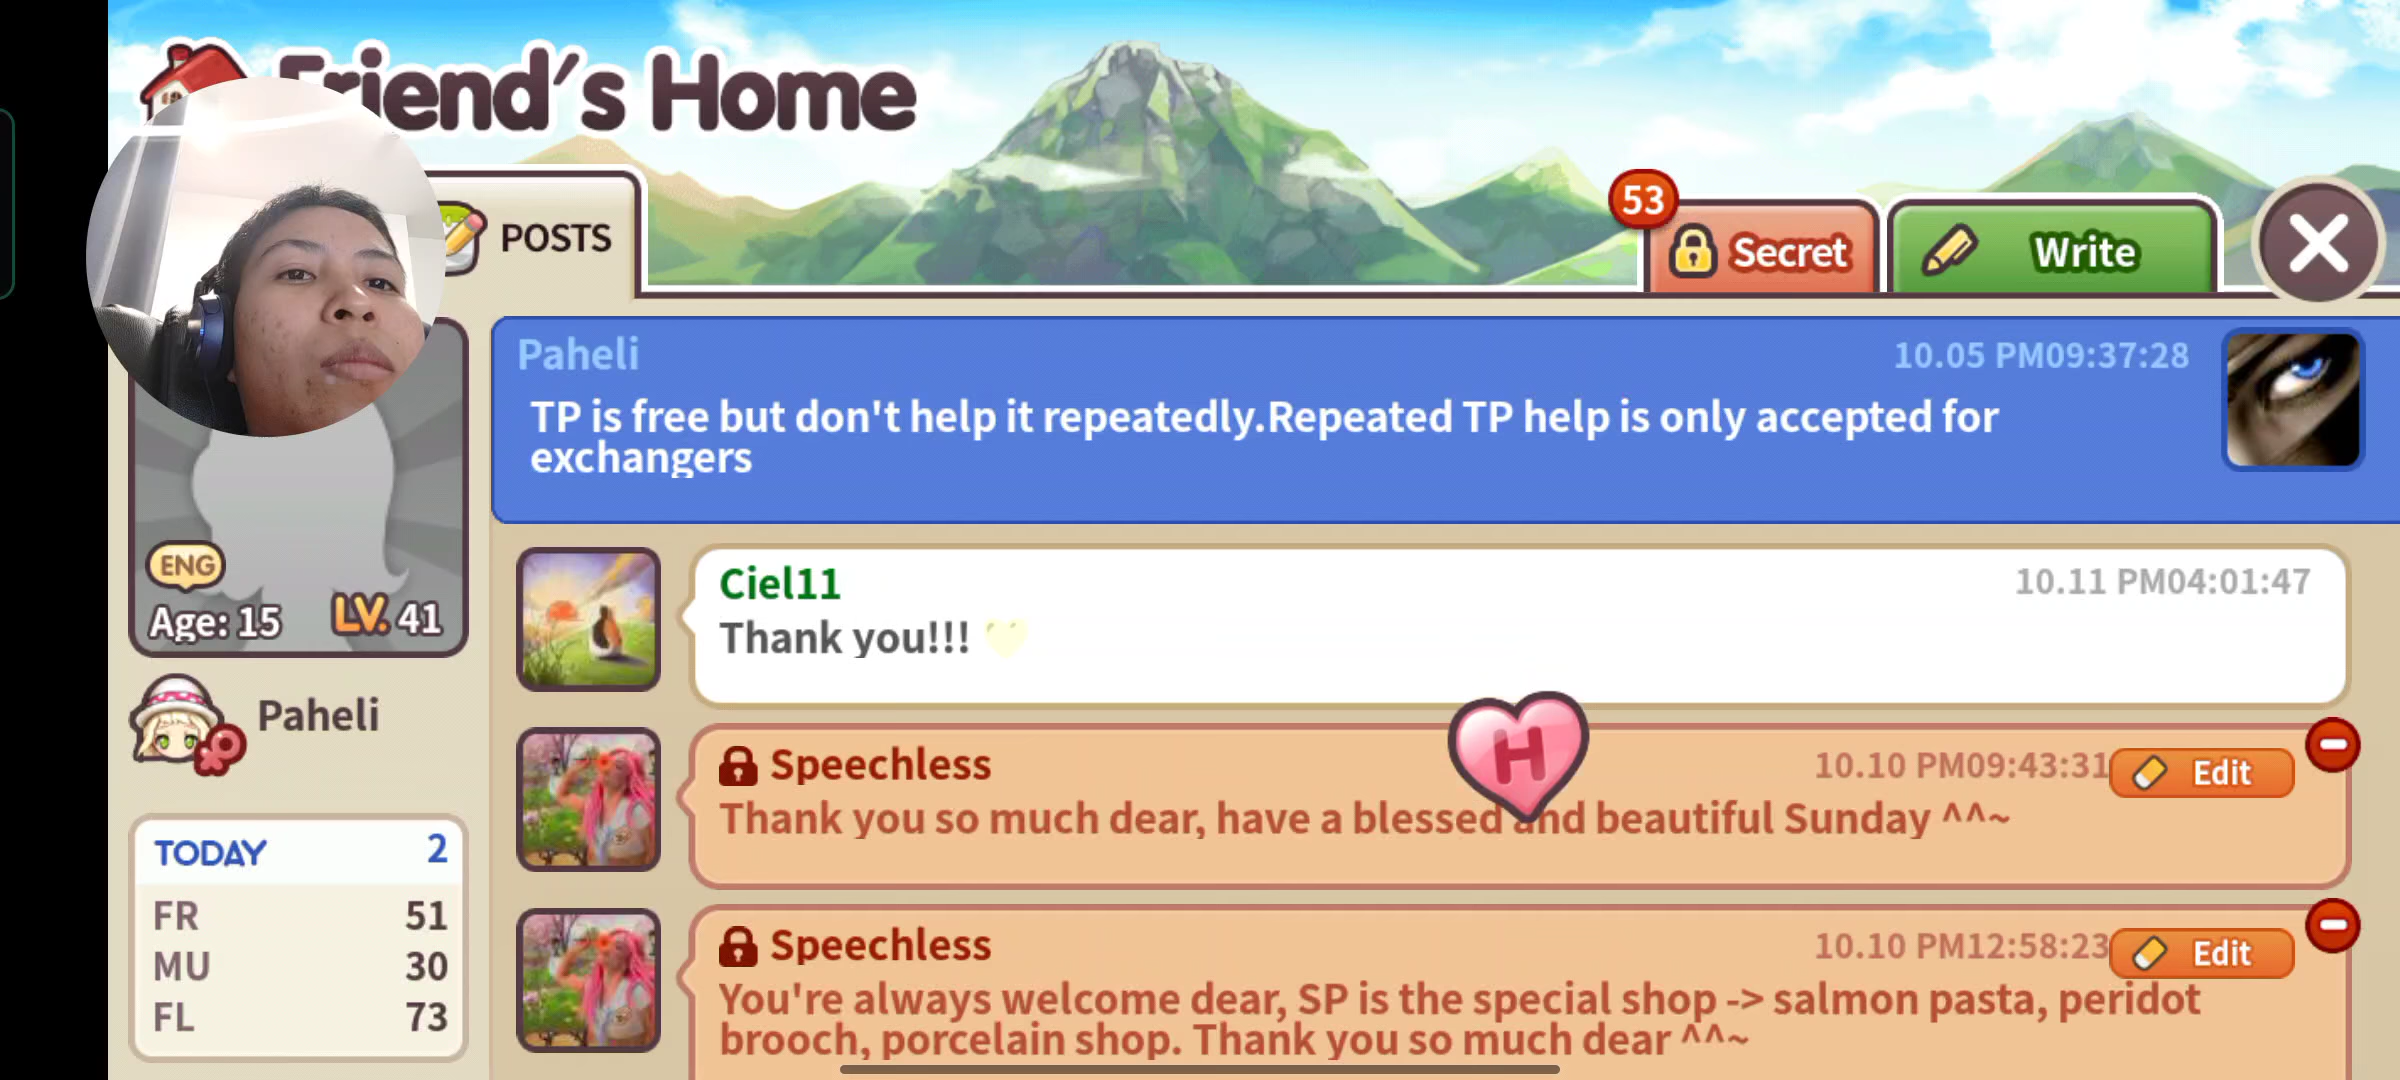 Friend's Home
POSTS
53
Secret
Write
Paheli
10.05 PM09:37:28
TP is free but don't help it repeatedly.Repeated TP help is only accepted for
exchangers
ENG
Age: 15
LV. 41
Paheli
TODAY 2
FR 51
MU 30
FL 73
Ciel11
10.11 PM04:01:47
Thank you!!!
H
Speechless
10.10 PM09:43:31
Edit
Thank you so much dear, have a blessed and beautiful Sunday ^^~
Speechless
10.10 PM12:58:23
Edit
You're always welcome dear, SP is the special shop -> salmon pasta, peridot
brooch, porcelain shop. Thank you so much dear ^^~